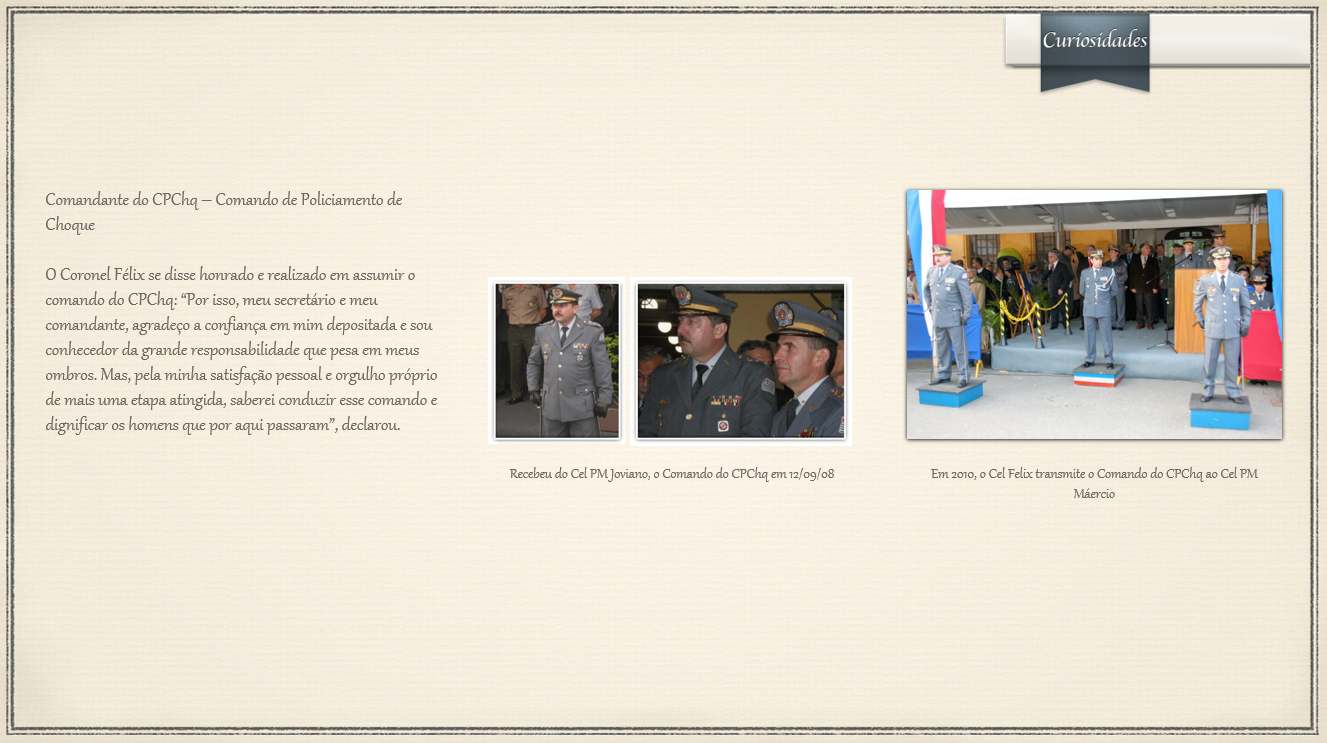 Curiosidades
Comandante do CPChq – Comando de Policiamento de
Choque
O Coronel Félix se disse honrado e realizado em assumir o
comando do CPChq: “Por isso, meu secretário e meu
comandante, agradeço a confiança em mim depositada e sou
conhecedor da grande responsabilidade que pesa em meus
ombros. Mas, pela minha satisfação pessoal e orgulho próprio
de mais uma etapa atingida, saberei conduzir esse comando e
dignificar os homens que por aqui passaram”, declarou.
Recebeu do Cel PM Joviano, o Comando do CPChq em 12/09/08
Em 2010, o Cel Felix transmite o Comando do CPChq ao Cel PM
Máercio